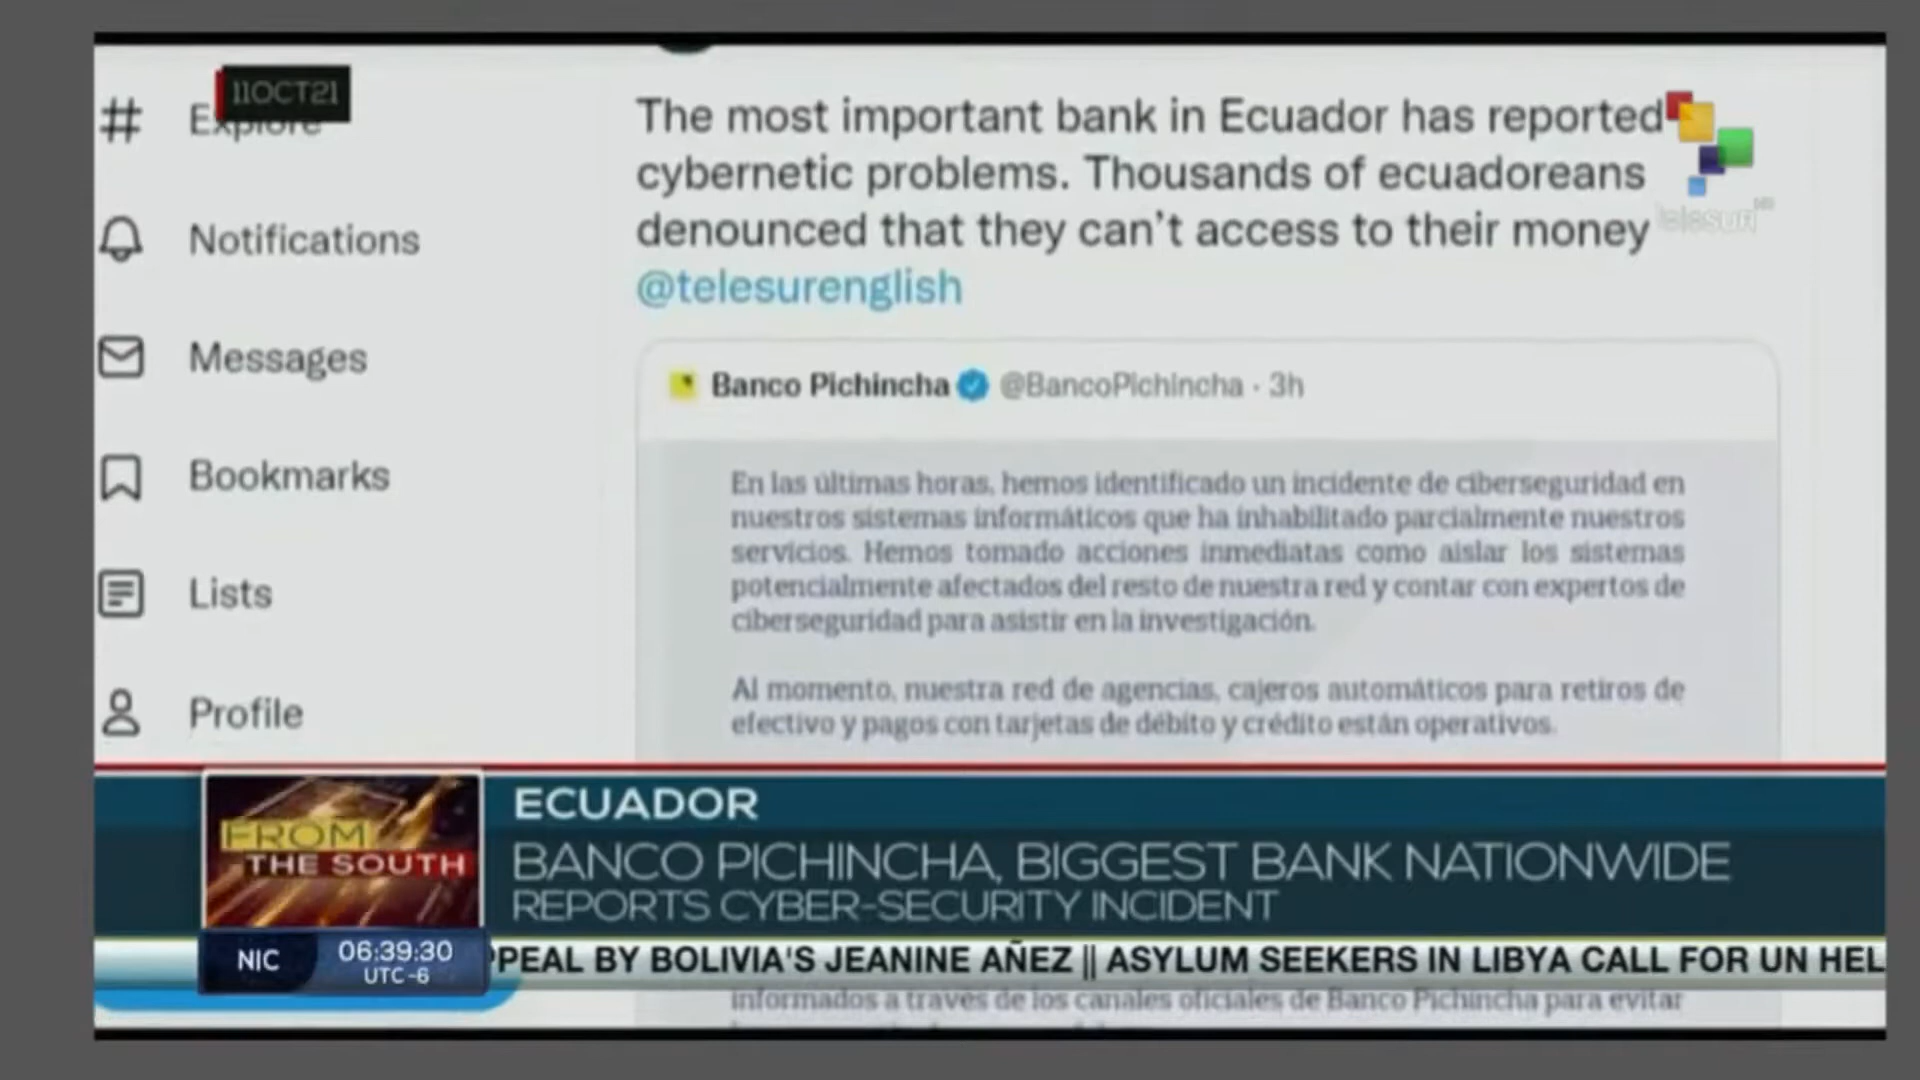 11OCT21
Explore
Notifications
Messages
Bookmarks
Lists
Profile
The most important bank in Ecuador has reported
cybernetic problems. Thousands of ecuadoreans
denounced that they can't access to their money
@telesurenglish
telesur HD
Banco Pichincha @BancoPichincha · 3h
En las últimas horas, hemos identificado un incidente de ciberseguridad en
nuestros sistemas informáticos que ha inhabilitado parcialmente nuestros
servicios. Hemos tomado acciones inmediatas como aislar los sistemas
potencialmente afectados del resto de nuestra red y contar con expertos de
ciberseguridad para asistir en la investigación.
Al momento, nuestra red de agencias, cajeros automáticos para retiros de
efectivo y pagos con tarjetas de débito y crédito están operativos.
FROM
THE SOUTH
ECUADOR
BANCO PICHINCHA, BIGGEST BANK NATIONWIDE
REPORTS CYBER-SECURITY INCIDENT
NIC
06:39:30
UTC -6
PPEAL BY BOLIVIA'S JEANINE AÑEZ || ASYLUM SEEKERS IN LIBYA CALL FOR UN HEL
informados a través de los canales oficiales de Banco Pichincha para evitar